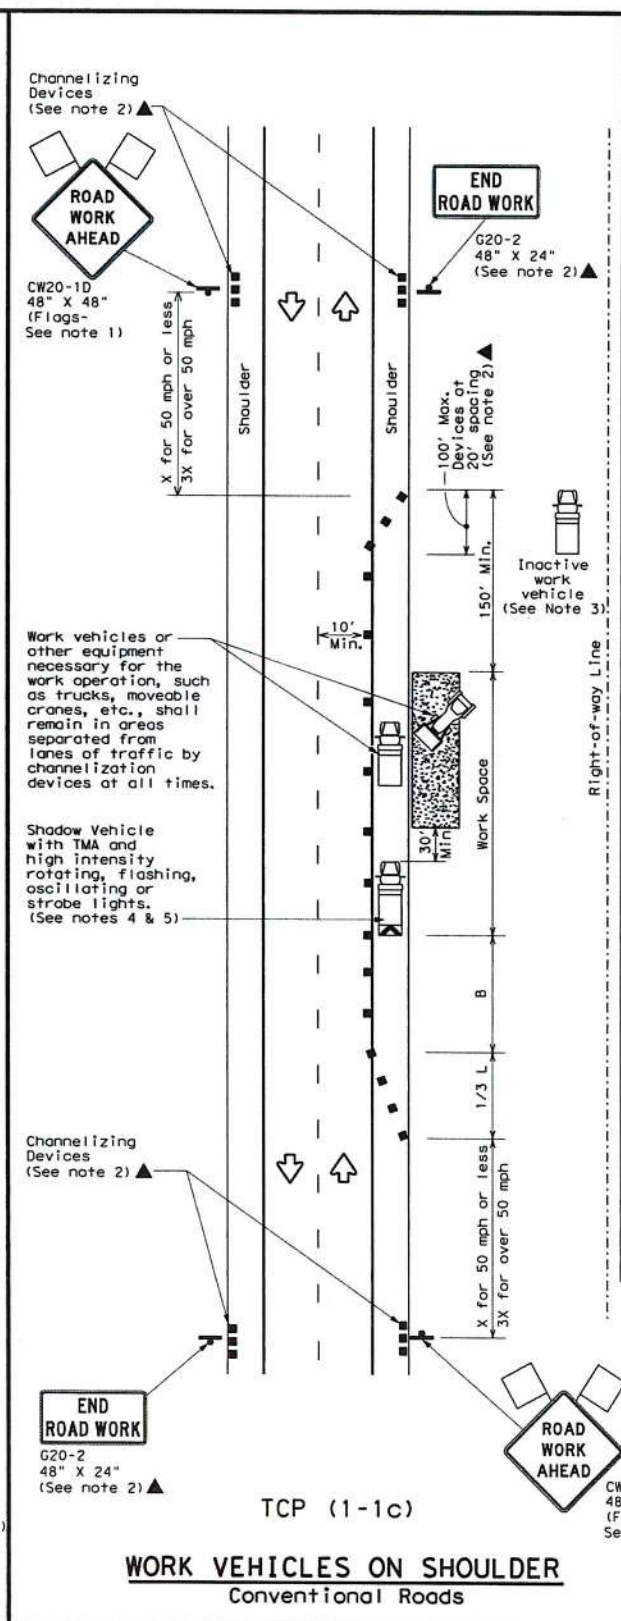 Channelizing
Devices
(See note 2)
ROAD
WORK
AHEAD
CW20-1D
48" X 48"
(Flags-
See note 1)
END
ROAD WORK
G20-2
48" X 24"
(See note 2)
X for 50 mph or less
3X for over 50 mph
Shoulder
Shoulder
100' Max.
Devices at
20' spacing
(See note 2)
150' Min.
Inactive
work
vehicle
(See Note 3)
Right-of-way Line
10'
Min.
Work vehicles or
other equipment
necessary for the
work operation, such
as trucks, moveable
cranes, etc., shall
remain in areas
separated from
lanes of traffic by
channelization
devices at all times.
Work Space
30'
Min.
Shadow Vehicle
with TMA and
high intensity
rotating, flashing,
oscillating or
strobe lights.
(See notes 4 & 5)
B
1/3 L
Channelizing
Devices
(See note 2)
X for 50 mph or less
3X for over 50 mph
END
ROAD WORK
G20-2
48" X 24"
(See note 2)
ROAD
WORK
AHEAD
CW
48
(F
Se
)
TCP (1-1c)
WORK VEHICLES ON SHOULDER
Conventional Roads